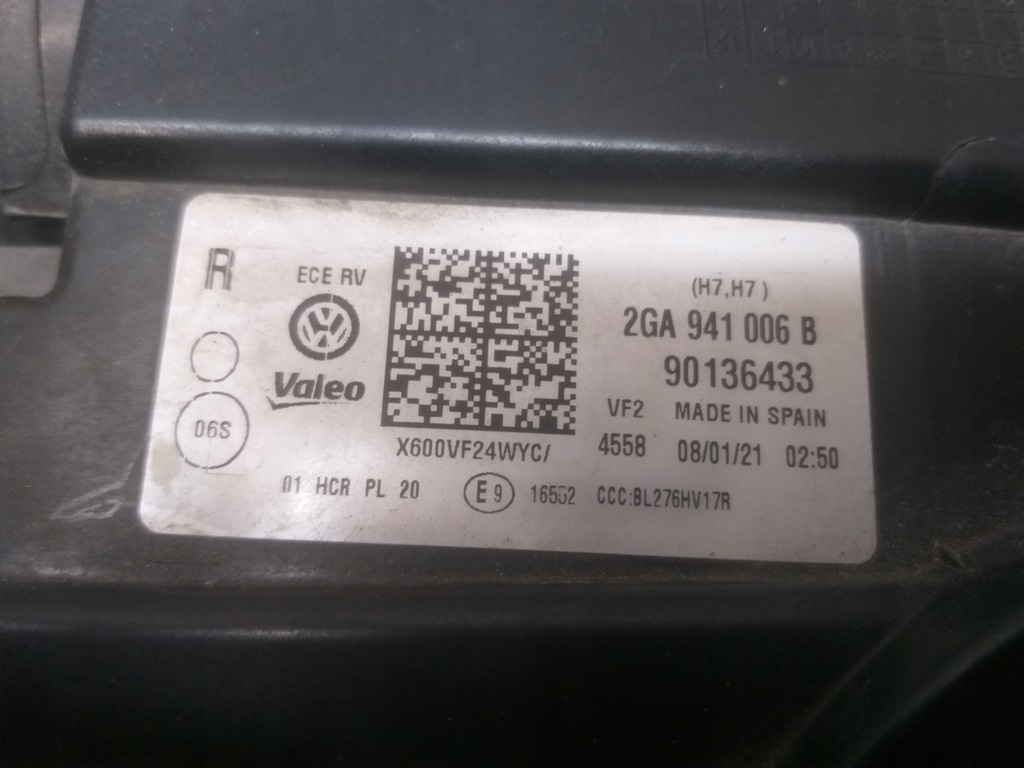 R
ECE RV
(H7,H7)
2GA 941 006 B
Valeo
90136433
06S
VF2 MADE IN SPAIN
X600VF24WYC/
4558 08/01/21 02:50
01 HCR PL 20
E9 16552 CCC:BL276HV17R